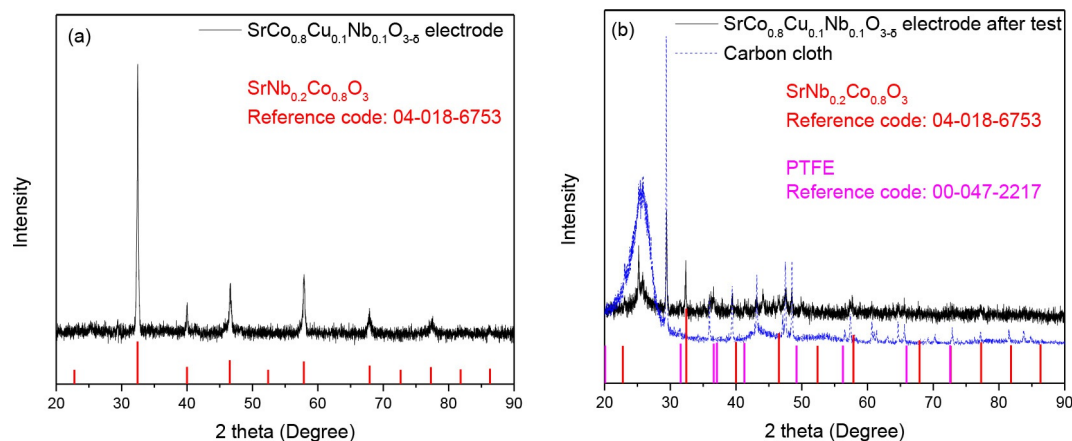 (a)
SrCo₀.₈Cu₀.₁Nb₀.₁O₃₋δ electrode
SrNb₀.₂Co₀.₈O₃
Reference code: 04-018-6753
Intensity
20 30 40 50 60 70 80 90
2 theta (Degree)
(b)
SrCo₀.₈Cu₀.₁Nb₀.₁O₃₋δ electrode after test
Carbon cloth
SrNb₀.₂Co₀.₈O₃
Reference code: 04-018-6753
PTFE
Reference code: 00-047-2217
Intensity
20 30 40 50 60 70 80 90
2 theta (Degree)